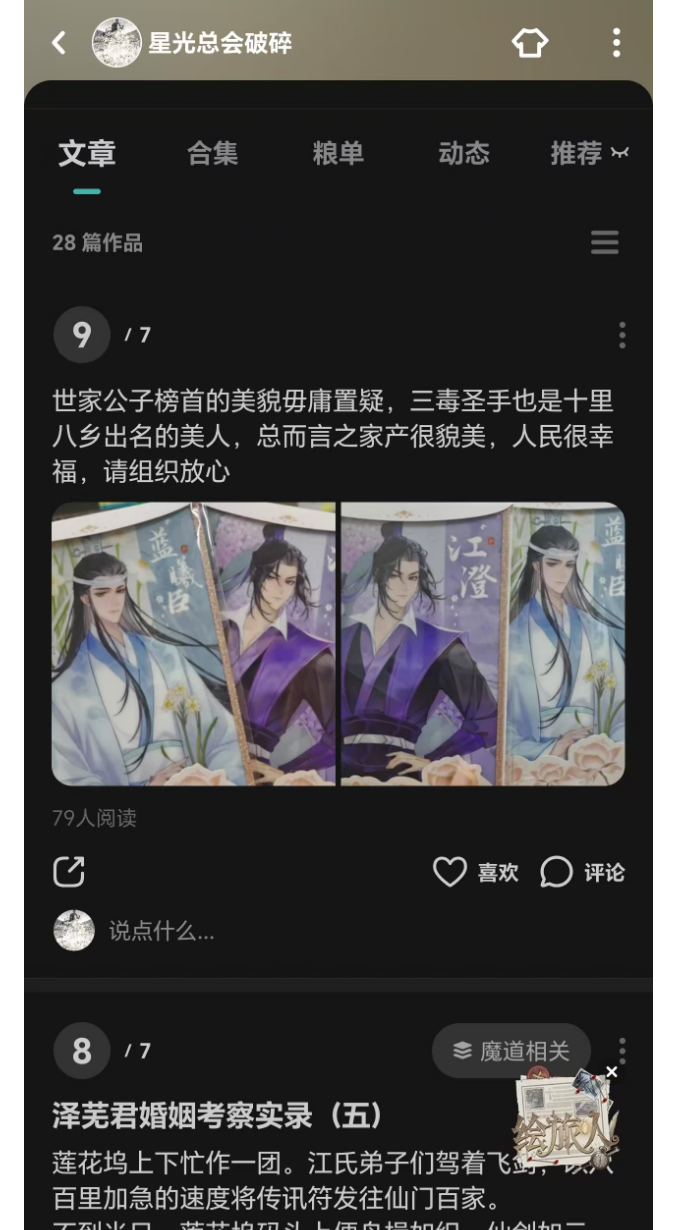 星光总会破碎
文章 合集 粮单 动态 推荐
28 篇作品
9 / 7
世家公子榜首的美貌毋庸置疑，三毒圣手也是十里
八乡出名的美人，总而言之家产很貌美，人民很幸
福，请组织放心
蓝曦臣
江澄
蓝
79人阅读
喜欢 评论
说点什么...
8 / 7 魔道相关
泽芜君婚姻考察实录（五）
绘旅人
莲花坞上下忙作一团。江氏弟子们驾着飞剑，以八
百里加急的速度将传讯符发往仙门百家。